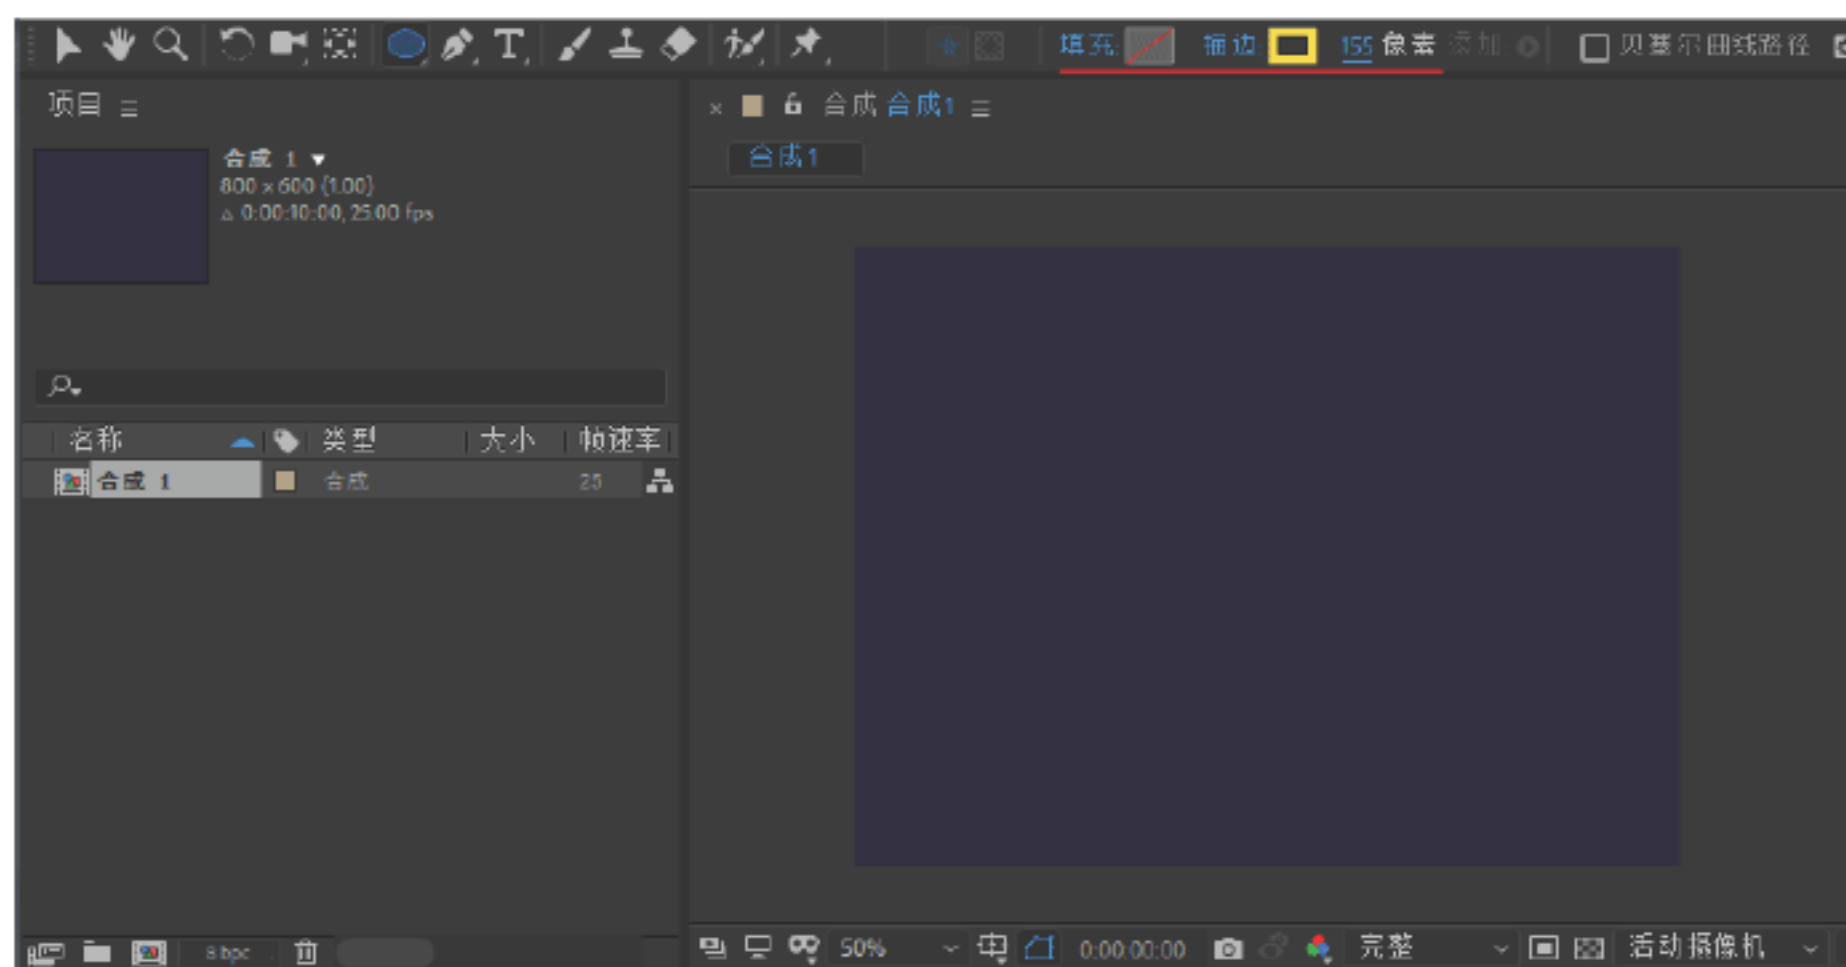 填充: 描边: 155 像素 添加: 贝塞尔曲线路径
项目
合成 1 ▼
800 x 600 (1.00)
△ 0:00:10:00, 25.00 fps
名称 类型 大小 帧速率
合成 1 合成 25
8 bpc
合成 合成1
合成1
50% 0:00:00:00 完整 活动摄像机